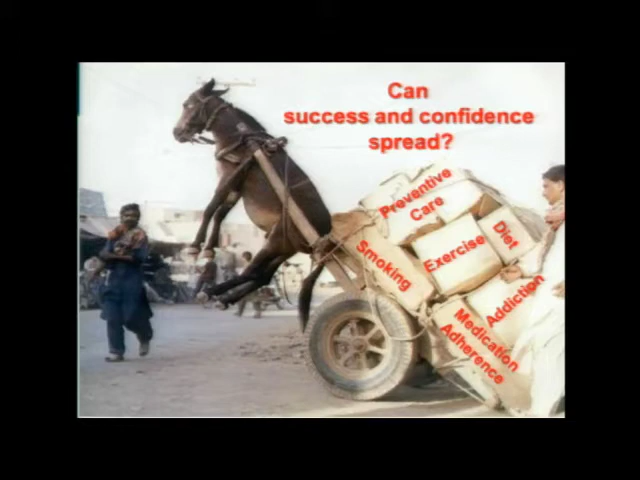 Can
success and confidence
spread?
Preventive
Care
Smoking
Exercise
Diet
Addiction
Medication
Adherence